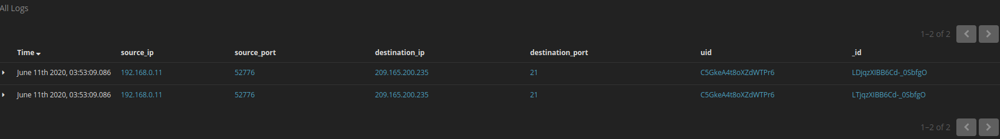 All Logs
1–2 of 2
Time source_ip source_port destination_ip destination_port uid _id
June 11th 2020, 03:53:09.086 192.168.0.11 52776 209.165.200.235 21 C5GkeA4t8oXZdWTPr6 LDjqzXIBB6Cd-_0SbfgO
June 11th 2020, 03:53:09.086 192.168.0.11 52776 209.165.200.235 21 C5GkeA4t8oXZdWTPr6 LTjqzXIBB6Cd-_0SbfgO
1–2 of 2